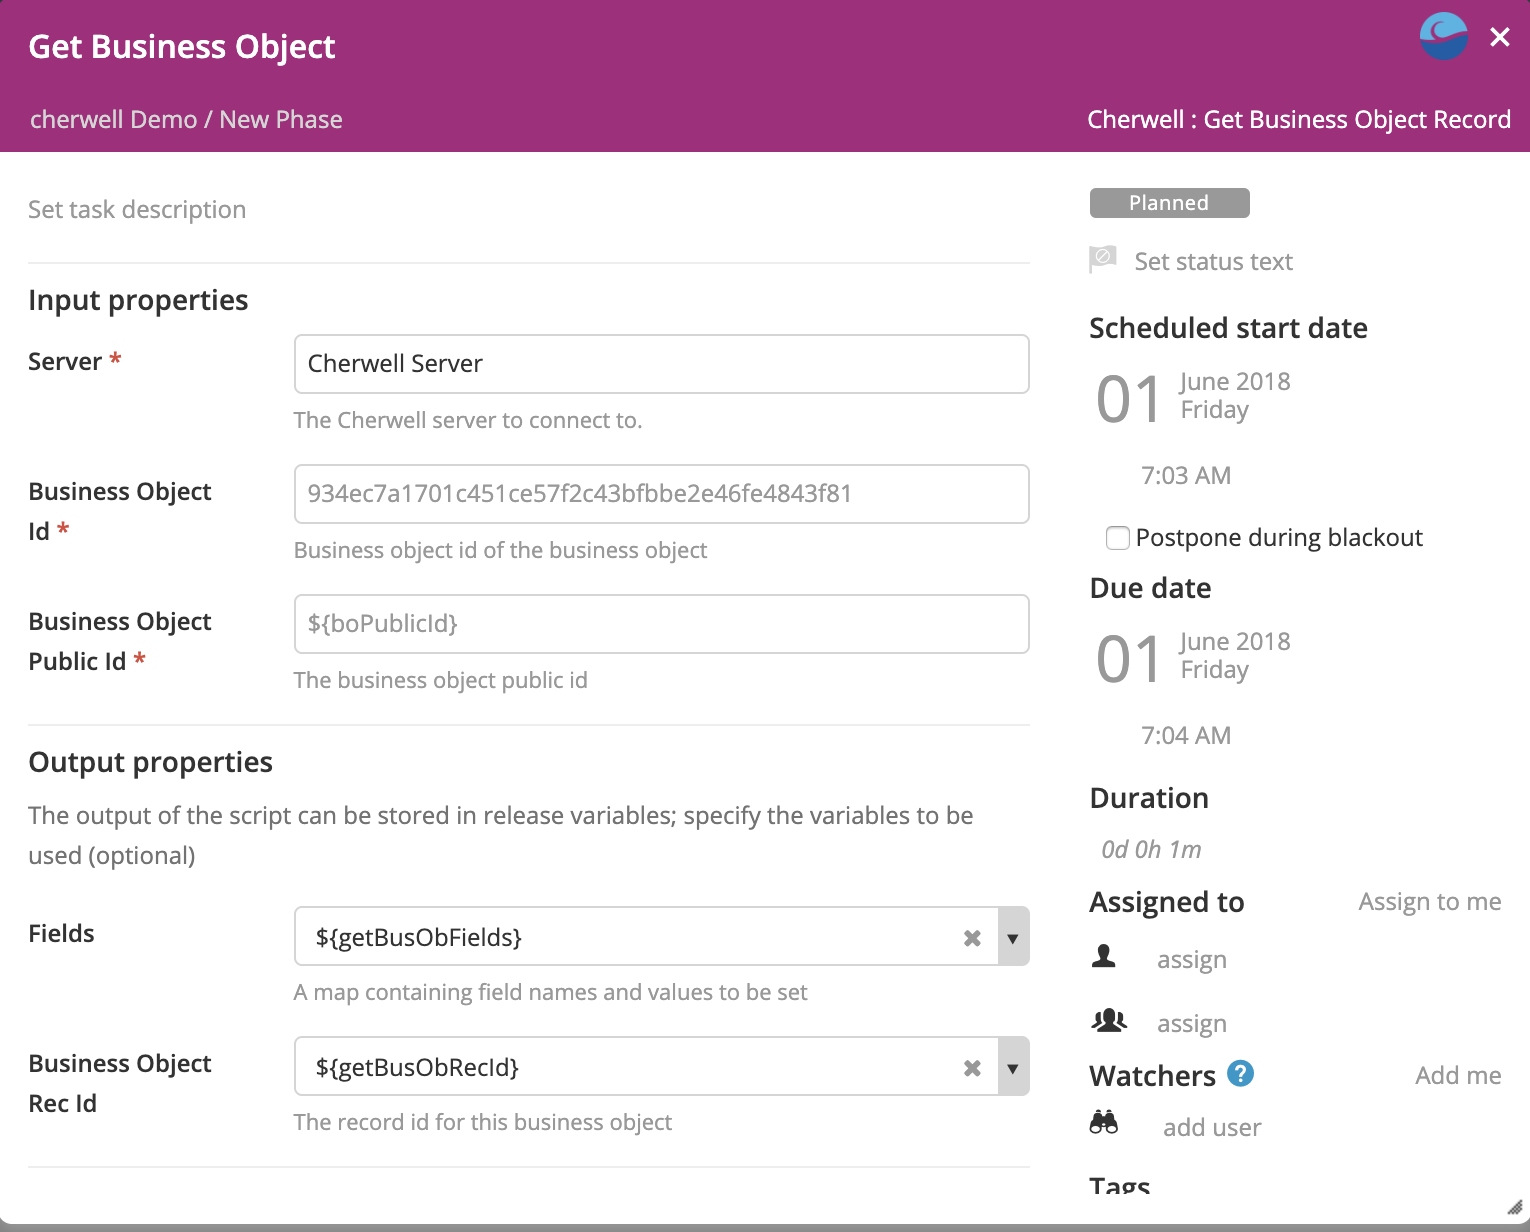 Get Business Object
cherwell Demo / New Phase
Cherwell : Get Business Object Record
Set task description
Input properties
Server *
Cherwell Server
The Cherwell server to connect to.
Business Object
Id *
934ec7a1701c451ce57f2c43bfbbe2e46fe4843f81
Business object id of the business object
Business Object
Public Id *
${boPublicId}
The business object public id
Output properties
The output of the script can be stored in release variables; specify the variables to be
used (optional)
Fields
${getBusObFields}
A map containing field names and values to be set
Business Object
Rec Id
${getBusObRecId}
The record id for this business object
Planned
Set status text
Scheduled start date
01 June 2018
Friday
7:03 AM
Postpone during blackout
Due date
01 June 2018
Friday
7:04 AM
Duration
0d 0h 1m
Assigned to
Assign to me
assign
assign
Watchers ?
Add me
add user
Tags